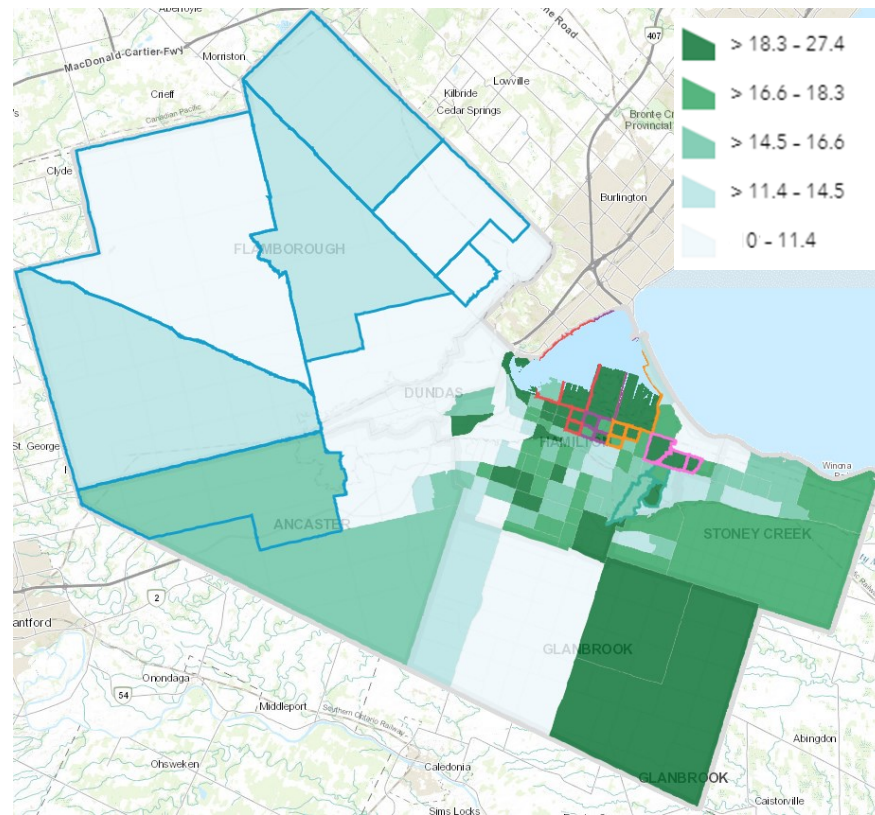 Aberfoyle
MacDonald-Cartier-Fwy
Morriston
407
Crieff
Lowville
Kilbride
Cedar Springs
Canadian Pacific
Clyde
Burlington
> 18.3 - 27.4
> 16.6 - 18.3
> 14.5 - 16.6
> 11.4 - 14.5
0 - 11.4
FLAMBOROUGH
DUNDAS
HAMILTON
St. George
Winona
ANCASTER
STONEY CREEK
2
antford
GLANBROOK
Onondaga
54
Middleport
Southern Ontario Railway
Abingdon
Ohsweken
Caledonia
GLANBROOK
Caistorville
Sims Locks